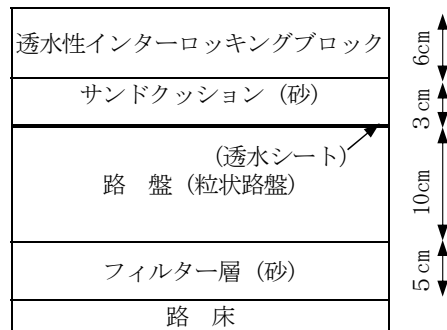 透水性インターロッキングブロック
6cm
サンドクッション（砂）
3cm
（透水シート）
路　盤（粒状路盤）
10cm
フィルター層（砂）
5cm
路　床